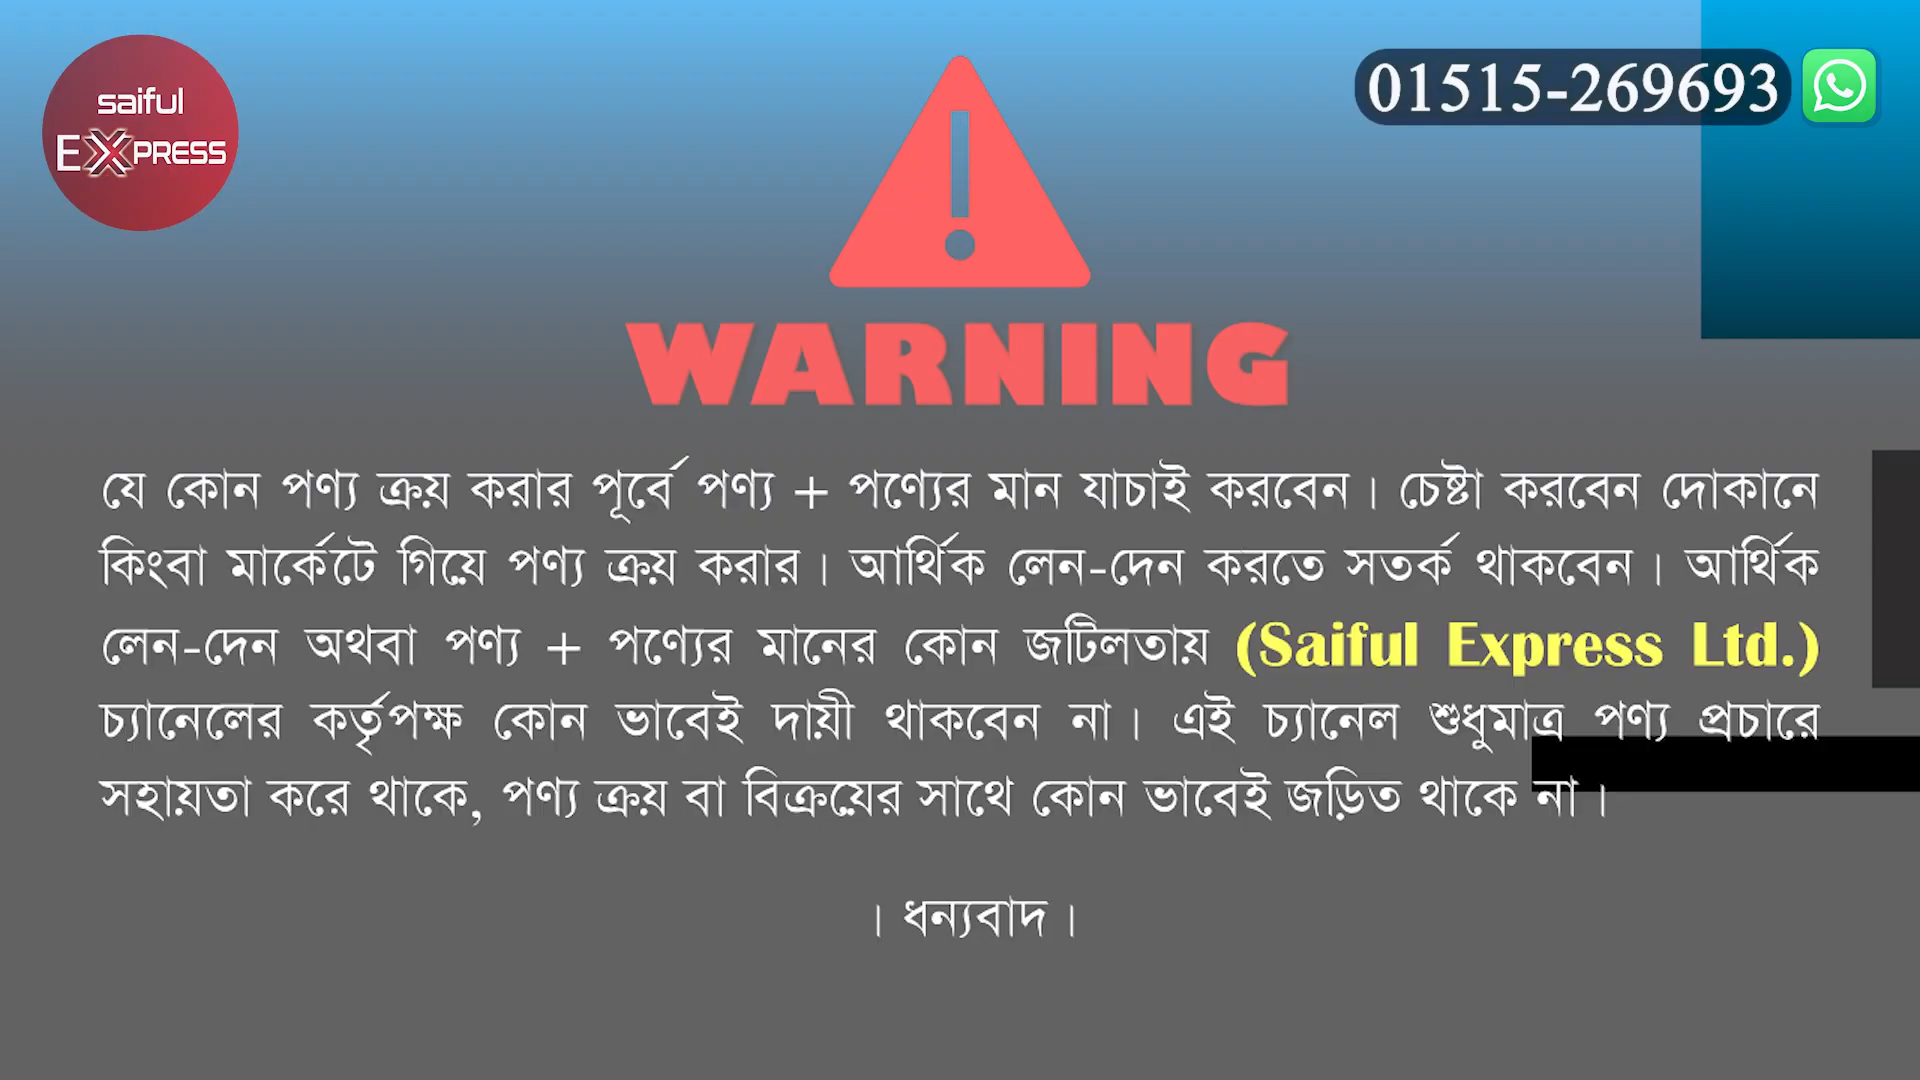 saiful
EXPRESS
01515-269693
WARNING
যে কোন পণ্য ক্রয় করার পূর্বে পণ্য + পণ্যের মান যাচাই করবেন। চেষ্টা করবেন দোকানে
কিংবা মার্কেটে গিয়ে পণ্য ক্রয় করার। আর্থিক লেন-দেন করতে সতর্ক থাকবেন। আর্থিক
লেন-দেন অথবা পণ্য + পণ্যের মানের কোন জটিলতায় (Saiful Express Ltd.)
চ্যানেলের কর্তৃপক্ষ কোন ভাবেই দায়ী থাকবেন না। এই চ্যানেল শুধুমাত্র পণ্য প্রচারে
সহায়তা করে থাকে, পণ্য ক্রয় বা বিক্রয়ের সাথে কোন ভাবেই জড়িত থাকে না।
। ধন্যবাদ।